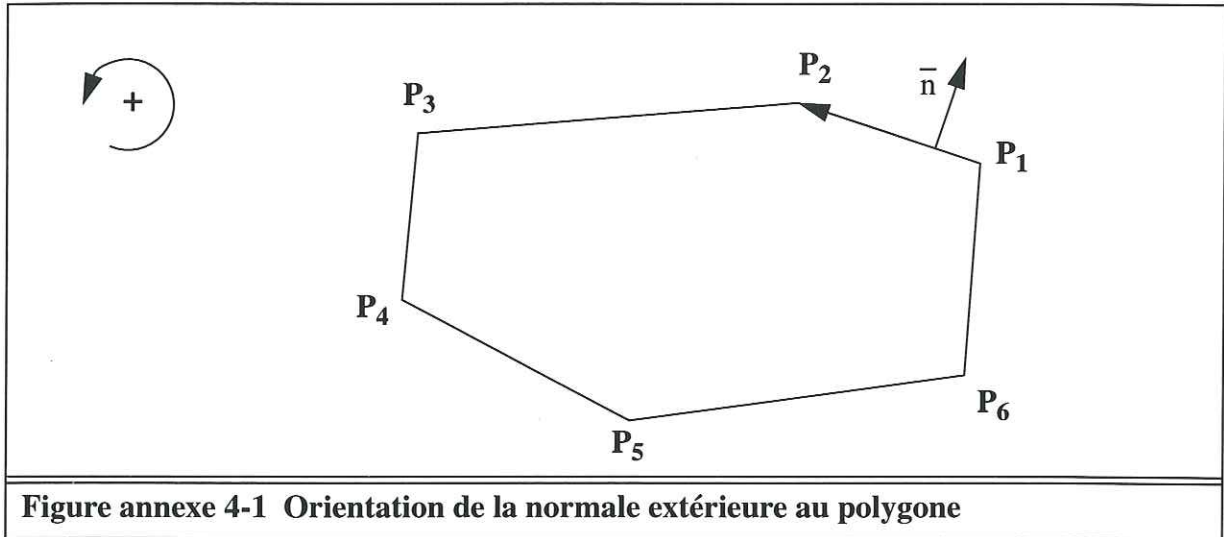 +
P2
n̄
P3
P1
P4
P6
P5
Figure annexe 4-1 Orientation de la normale extérieure au polygone